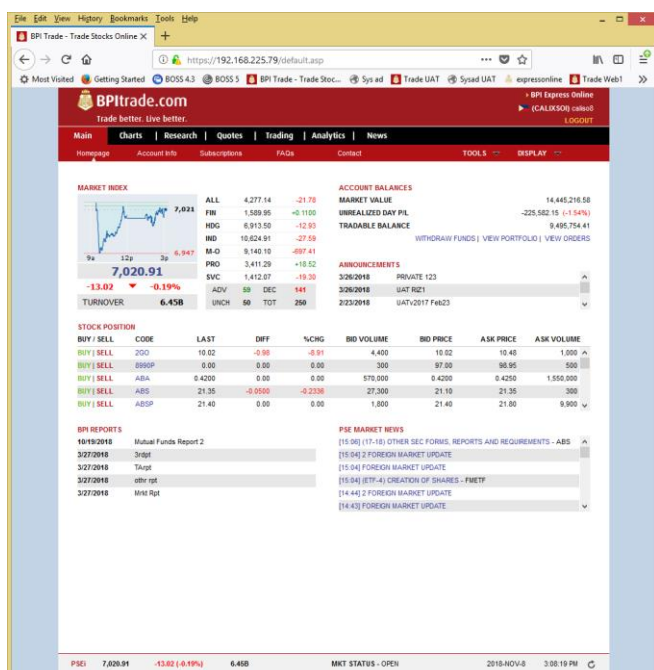 File Edit View History Bookmarks Tools Help
BPI Trade - Trade Stocks Online
https://192.168.225.79/default.asp
Most Visited Getting Started BOSS 4.3 BOSS 5 BPI Trade - Trade Stoc... Sys ad Trade UAT Sysad UAT expressonline Trade Web1
BPItrade.com
Trade better. Live better.
BPI Express Online
(CALIXSOI) caliso8
LOGOUT
Main Charts | Research | Quotes | Trading | Analytics | News
Homepage Account Info Subscriptions FAQs Contact TOOLS DISPLAY
MARKET INDEX
7,021
6,947
9a 12p 3p
7,020.91
-13.02 -0.19%
TURNOVER 6.45B
ALL 4,277.14 -21.78
FIN 1,589.95 +0.1100
HDG 6,913.50 -12.93
IND 10,624.91 -27.59
M-O 9,140.10 -697.41
PRO 3,411.29 +18.52
SVC 1,412.07 -19.30
ADV 59 DEC 141
UNCH 50 TOT 250
ACCOUNT BALANCES
MARKET VALUE 14,445,216.58
UNREALIZED DAY P/L -225,582.15 (-1.54%)
TRADABLE BALANCE 9,495,754.41
WITHDRAW FUNDS | VIEW PORTFOLIO | VIEW ORDERS
ANNOUNCEMENTS
3/26/2018 PRIVATE 123
3/26/2018 UAT RIZ1
2/23/2018 UATv2017 Feb23
STOCK POSITION
BUY / SELL CODE LAST DIFF %CHG BID VOLUME BID PRICE ASK PRICE ASK VOLUME
BUY | SELL 2GO 10.02 -0.98 -8.91 4,400 10.02 10.48 1,000
BUY | SELL 8990P 0.00 0.00 0.00 300 97.00 98.95 500
BUY | SELL ABA 0.4200 0.00 0.00 570,000 0.4200 0.4250 1,550,000
BUY | SELL ABS 21.35 -0.0500 -0.2336 27,300 21.10 21.35 300
BUY | SELL ABSP 21.40 0.00 0.00 1,800 21.40 21.80 9,900
BPI REPORTS
10/19/2018 Mutual Funds Report 2
3/27/2018 3rdpt
3/27/2018 TArpt
3/27/2018 othr rpt
3/27/2018 Mrkt Rpt
PSE MARKET NEWS
[15:06] (17-18) OTHER SEC FORMS, REPORTS AND REQUIREMENTS - ABS
[15:04] 2 FOREIGN MARKET UPDATE
[15:04] FOREIGN MARKET UPDATE
[15:04] (ETF-4) CREATION OF SHARES - FMETF
[14:44] 2 FOREIGN MARKET UPDATE
[14:43] FOREIGN MARKET UPDATE
PSEi 7,020.91 -13.02 (-0.19%) 6.45B MKT STATUS - OPEN 2018-NOV-8 3:08:19 PM